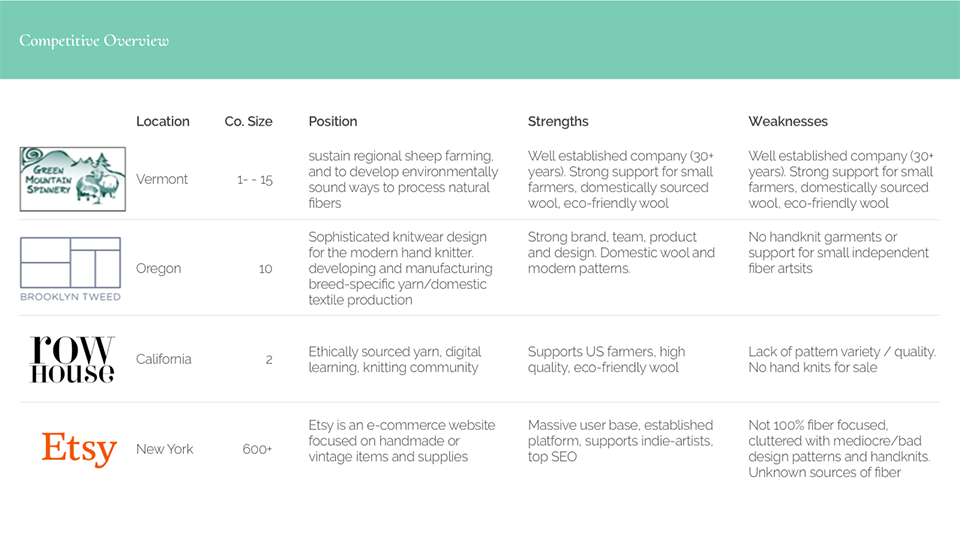 Competitive Overview
Location Co. Size Position Strengths Weaknesses
GREEN
MOUNTAIN
SPINNERY
Vermont
1- - 15
sustain regional sheep farming,
and to develop environmentally
sound ways to process natural
fibers
Well established company (30+
years). Strong support for small
farmers, domestically sourced
wool, eco-friendly wool
Well established company (30+
years). Strong support for small
farmers, domestically sourced
wool, eco-friendly wool
BROOKLYN TWEED
Oregon
10
Sophisticated knitwear design
for the modern hand knitter.
developing and manufacturing
breed-specific yarn/domestic
textile production
Strong brand, team, product
and design. Domestic wool and
modern patterns.
No handknit garments or
support for small independent
fiber artsits
row
House
California
2
Ethically sourced yarn, digital
learning, knitting community
Supports US farmers, high
quality, eco-friendly wool
Lack of pattern variety / quality.
No hand knits for sale
Etsy
New York
600+
Etsy is an e-commerce website
focused on handmade or
vintage items and supplies
Massive user base, established
platform, supports indie-artists,
top SEO
Not 100% fiber focused,
cluttered with mediocre/bad
design patterns and handknits.
Unknown sources of fiber